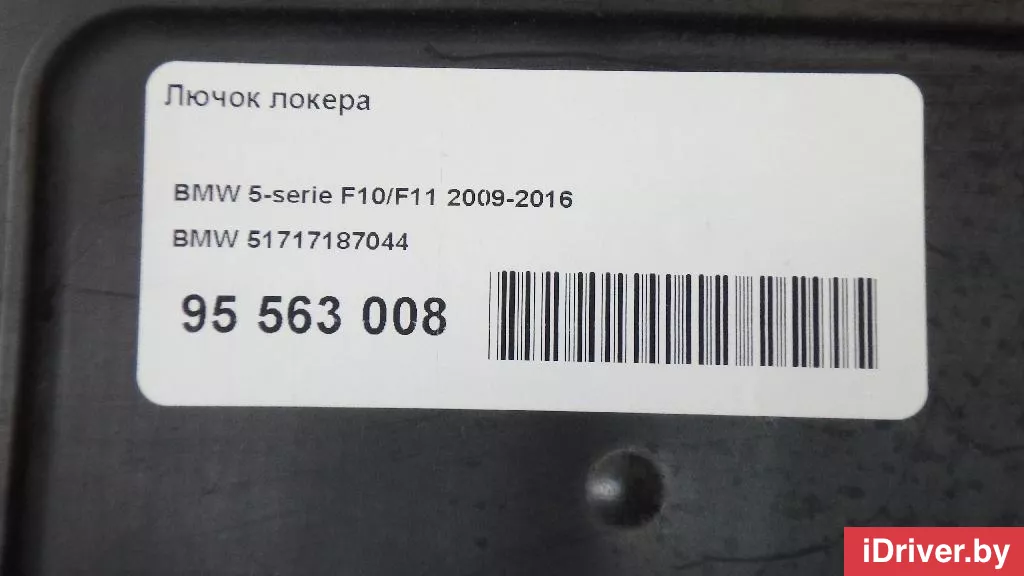 Лючок локера
BMW 5-serie F10/F11 2009-2016
BMW 51717187044
95 563 008
iDriver.by